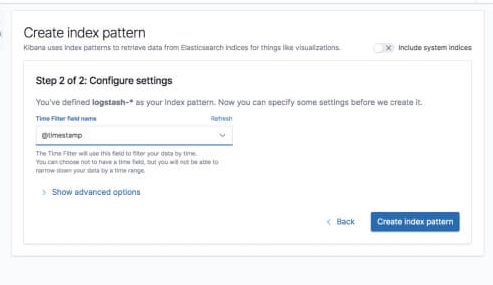 Create index pattern
Kibana uses index patterns to retrieve data from Elasticsearch indices for things like visualizations.
Include system indices
Step 2 of 2: Configure settings
You've defined logstash-* as your index pattern. Now you can specify some settings before we create it.
Time Filter field name
Refresh
@timestamp
The Time Filter will use this field to filter your data by time.
You can choose not to have a time field, but you will not be able to
narrow down your data by a time range.
Show advanced options
Back
Create index pattern